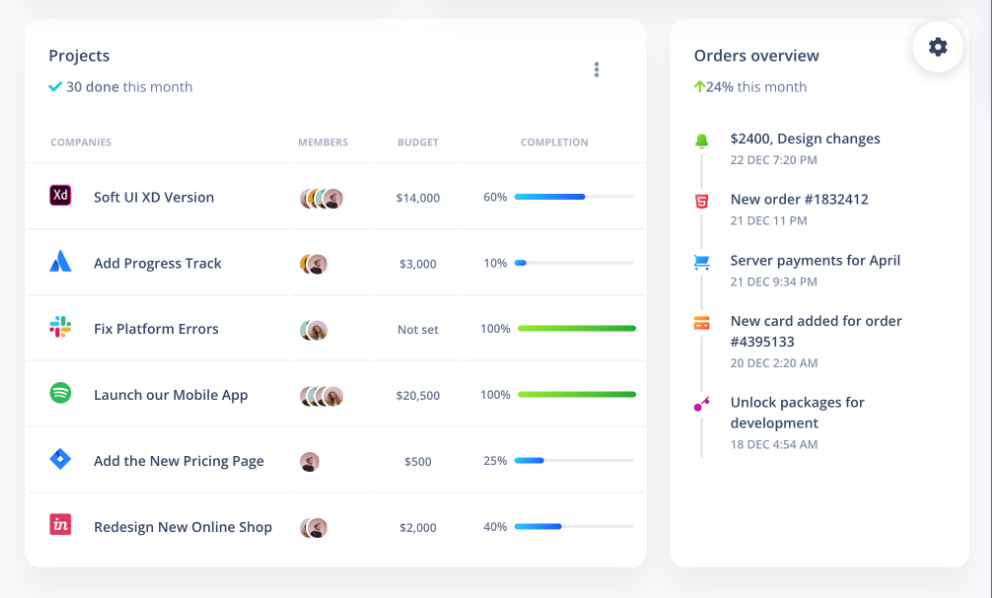 Projects
30 done this month
COMPANIES MEMBERS BUDGET COMPLETION
Xd Soft UI XD Version $14,000 60%
Add Progress Track $3,000 10%
Fix Platform Errors Not set 100%
Launch our Mobile App $20,500 100%
Add the New Pricing Page $500 25%
in Redesign New Online Shop $2,000 40%
Orders overview
24% this month
$2400, Design changes
22 DEC 7:20 PM
New order #1832412
21 DEC 11 PM
Server payments for April
21 DEC 9:34 PM
New card added for order
#4395133
20 DEC 2:20 AM
Unlock packages for
development
18 DEC 4:54 AM